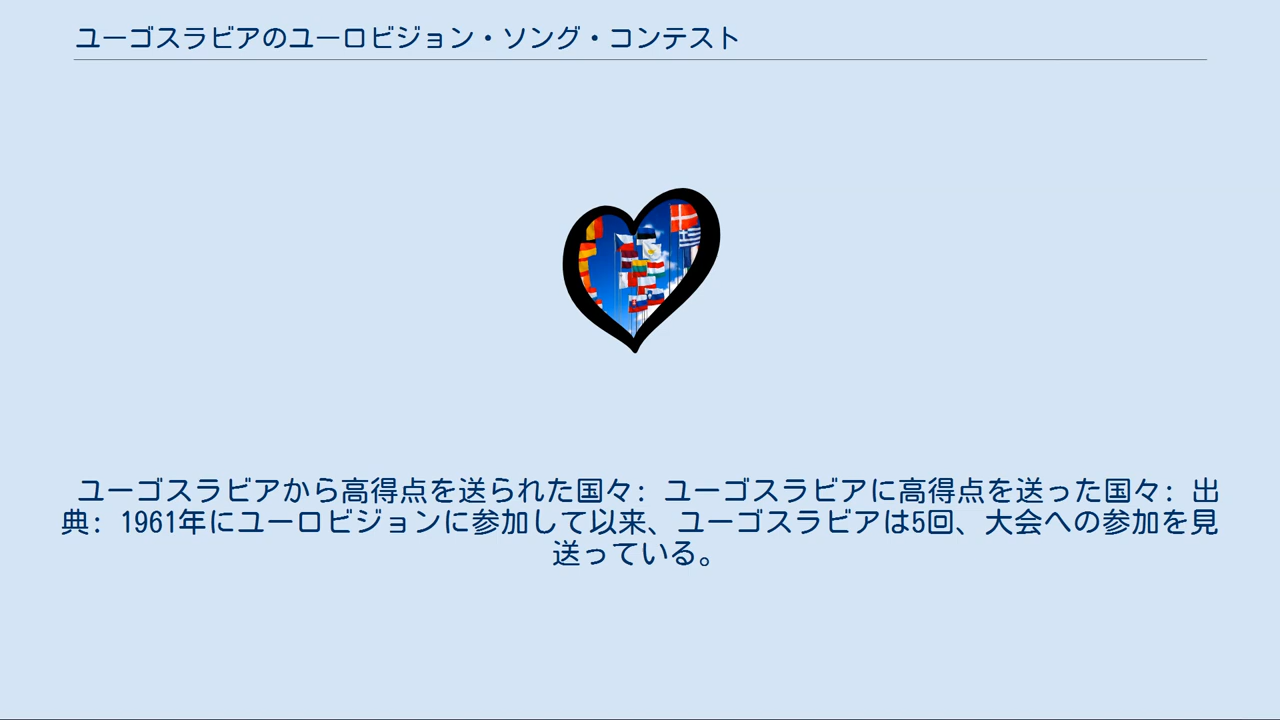 ユーゴスラビアのユーロビジョン・ソング・コンテスト
ユーゴスラビアから高得点を送られた国々: ユーゴスラビアに高得点を送った国々: 出
典: 1961年にユーロビジョンに参加して以来、ユーゴスラビアは5回、大会への参加を見
送っている。